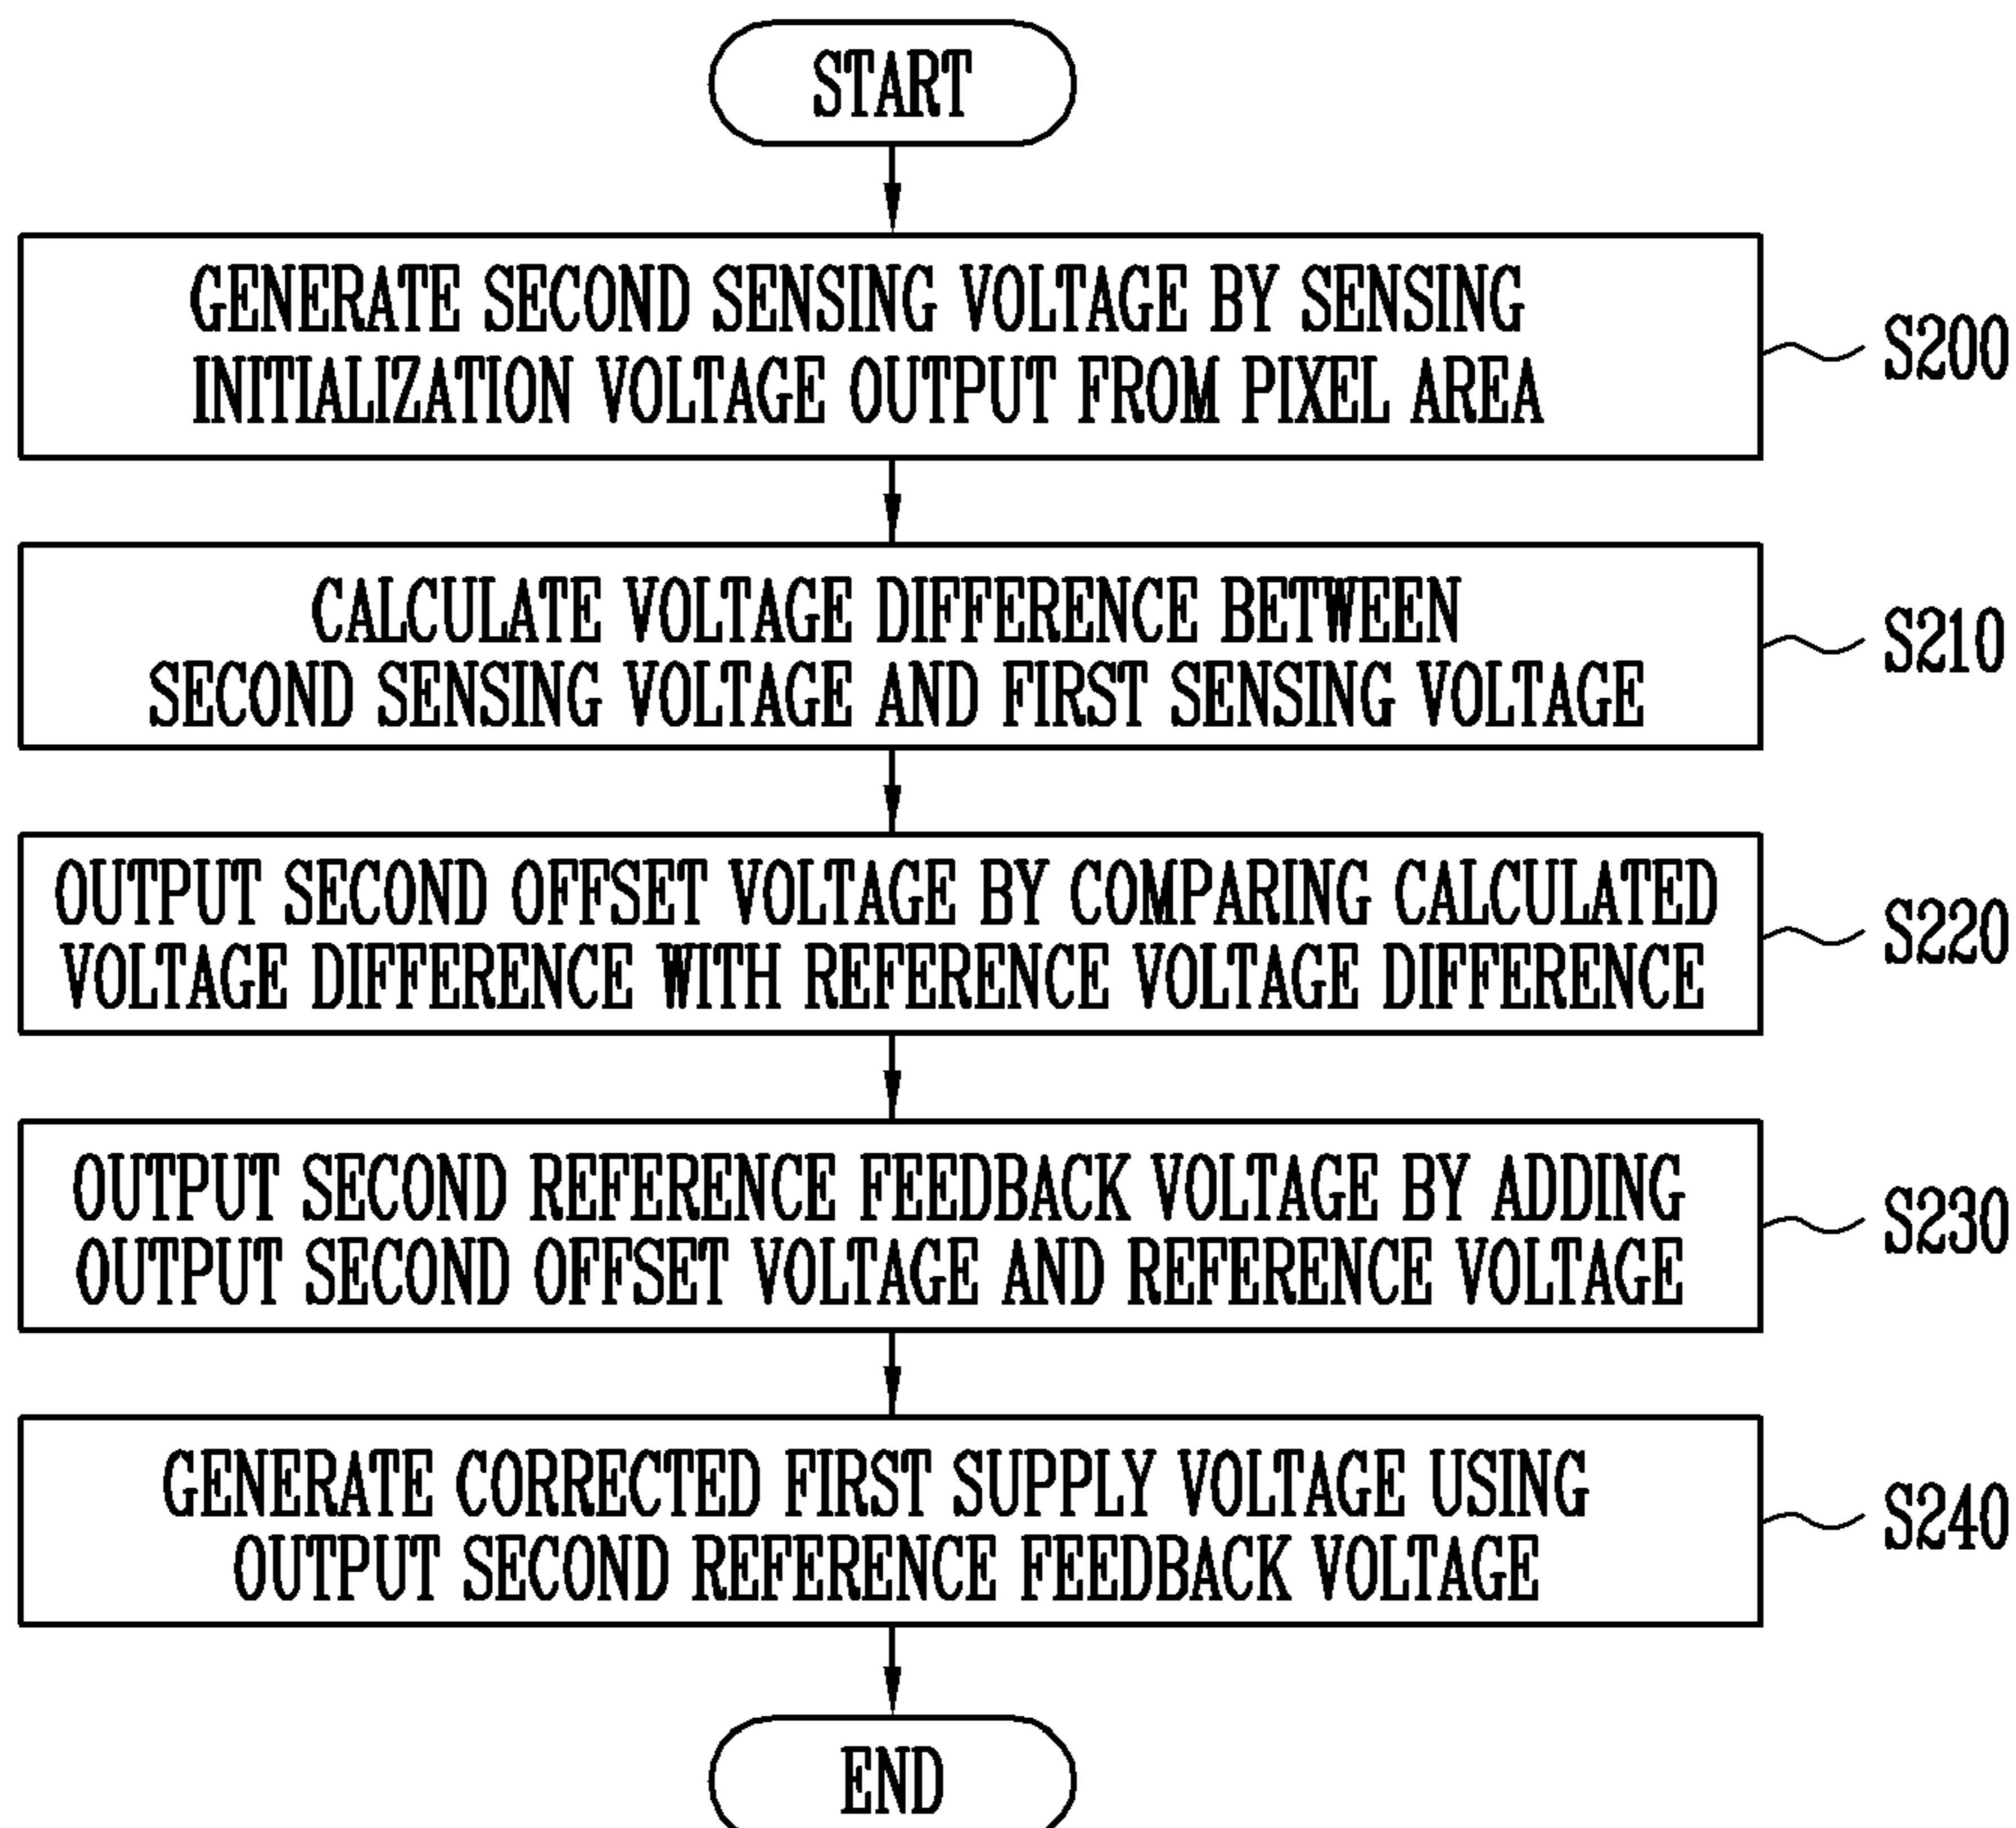 START
GENERATE SECOND SENSING VOLTAGE BY SENSING
INITIALIZATION VOLTAGE OUTPUT FROM PIXEL AREA
S200
CALCULATE VOLTAGE DIFFERENCE BETWEEN
SECOND SENSING VOLTAGE AND FIRST SENSING VOLTAGE
S210
OUTPUT SECOND OFFSET VOLTAGE BY COMPARING CALCULATED
VOLTAGE DIFFERENCE WITH REFERENCE VOLTAGE DIFFERENCE
S220
OUTPUT SECOND REFERENCE FEEDBACK VOLTAGE BY ADDING
OUTPUT SECOND OFFSET VOLTAGE AND REFERENCE VOLTAGE
S230
GENERATE CORRECTED FIRST SUPPLY VOLTAGE USING
OUTPUT SECOND REFERENCE FEEDBACK VOLTAGE
S240
END